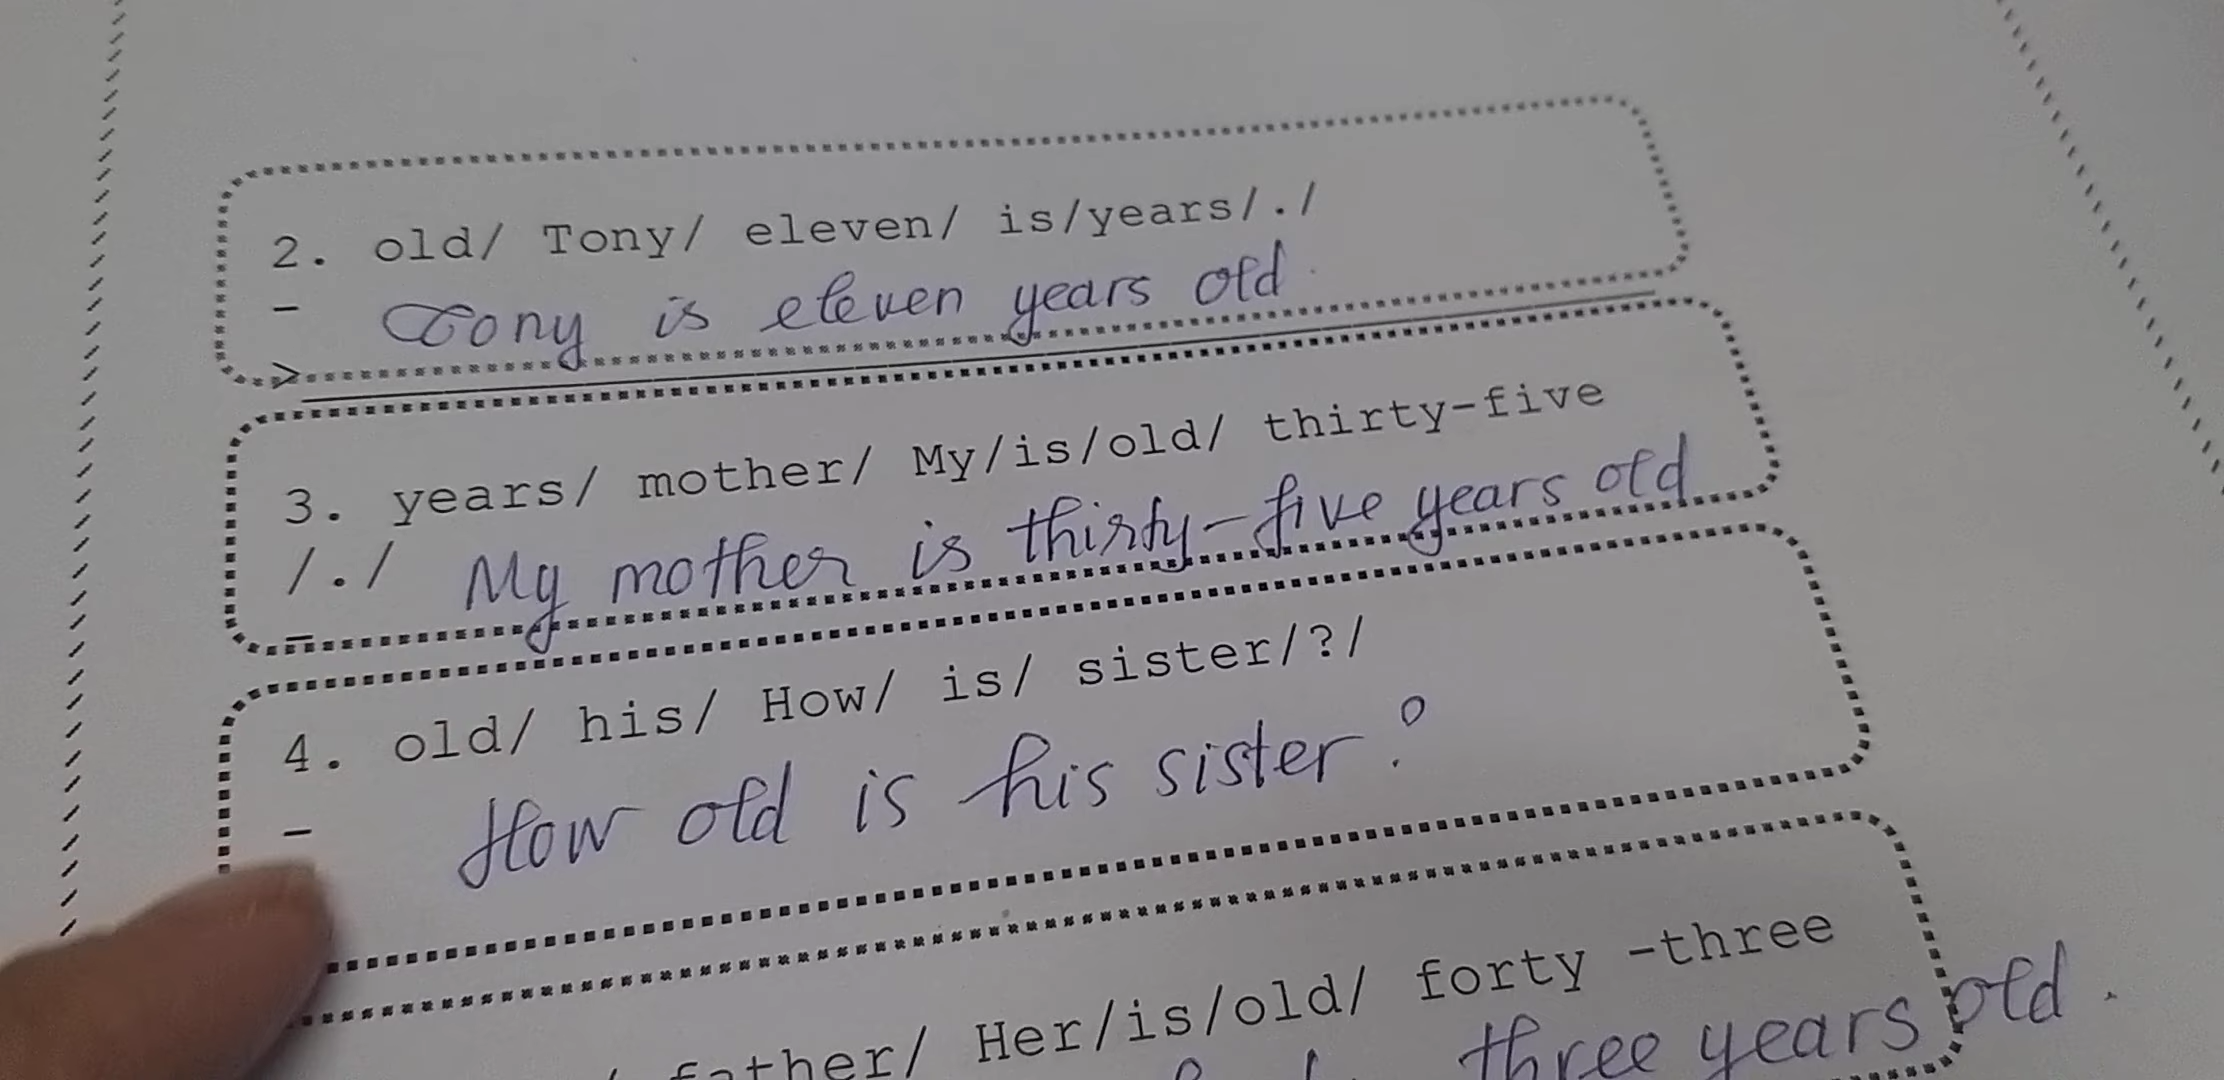 2. old/ Tony/ eleven/ is/years/./
- Tony is eleven years old.
>
3. years/ mother/ My/is/old/ thirty-five
/./ My mother is thirty-five years old
-
4. old/ his/ How/ is/ sister/?/
- How old is his sister?
father/ Her/is/old/ forty -three
three years old.